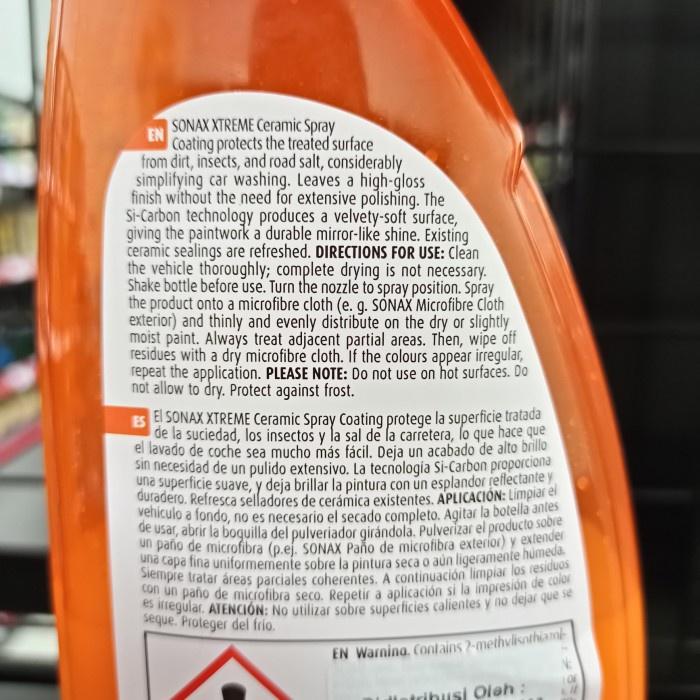 EN SONAX XTREME Ceramic Spray
Coating protects the treated surface
from dirt, insects, and road salt, considerably
simplifying car washing. Leaves a high-gloss
finish without the need for extensive polishing. The
Si-Carbon technology produces a velvety-soft surface,
giving the paintwork a durable mirror-like shine. Existing
ceramic sealings are refreshed. DIRECTIONS FOR USE: Clean
the vehicle thoroughly; complete drying is not necessary.
Shake bottle before use. Turn the nozzle to spray position. Spray
the product onto a microfibre cloth (e. g. SONAX Microfibre Cloth
exterior) and thinly and evenly distribute on the dry or slightly
moist paint. Always treat adjacent partial areas. Then, wipe off
residues with a dry microfibre cloth. If the colours appear irregular,
repeat the application. PLEASE NOTE: Do not use on hot surfaces. Do
not allow to dry. Protect against frost.
ES El SONAX XTREME Ceramic Spray Coating protege la superficie tratada
de la suciedad, los insectos y la sal de la carretera, lo que hace que
el lavado de coche sea mucho más fácil. Deja un acabado de alto brillo
sin necesidad de un pulido extensivo. La tecnología Si-Carbon proporciona
una superficie suave, y deja brillar la pintura con un esplandor reflectante y
duradero. Refresca selladores de cerámica existentes. APLICACIÓN: Limpiar el
vehículo a fondo, no es necesario el secado completo. Agitar la botella antes
de usar, abrir la boquilla del pulveriador girándola. Pulverizar el producto sobre
un paño de microfibra (p.ej. SONAX Paño de microfibra exterior) y extender
una capa fina uniformemente sobre la pintura seca o aún ligeramente húmeda.
Siempre tratar áreas parciales coherentes. A continuación limpiar los residuos
con un paño de microfibra seco. Repetir a aplicación si la impresión de color
es irregular. ATENCIÓN: No utilizar sobre superficies calientes y no dejar que se
seque. Proteger del frío.
EN Warning. Contains
Oleh :